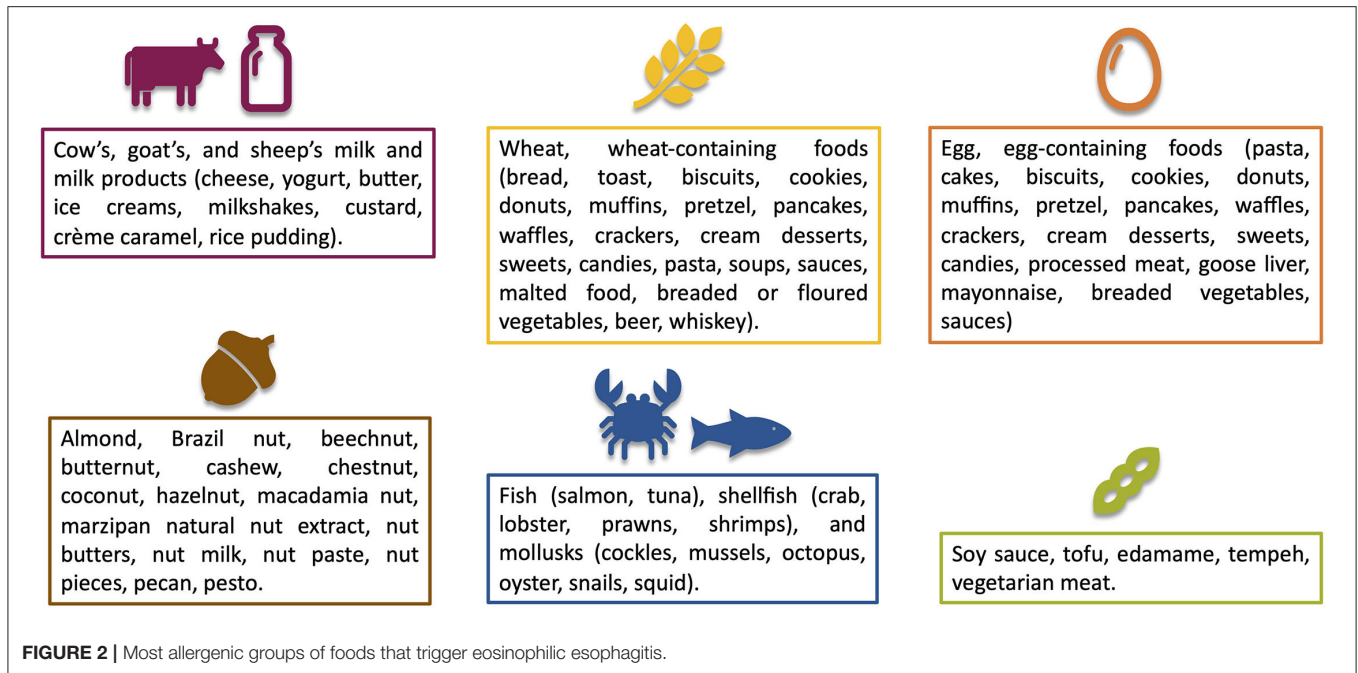 Cow's, goat's, and sheep's milk and
milk products (cheese, yogurt, butter,
ice creams, milkshakes, custard,
crème caramel, rice pudding).
Wheat, wheat-containing foods
(bread, toast, biscuits, cookies,
donuts, muffins, pretzel, pancakes,
waffles, crackers, cream desserts,
sweets, candies, pasta, soups, sauces,
malted food, breaded or floured
vegetables, beer, whiskey).
Egg, egg-containing foods (pasta,
cakes, biscuits, cookies, donuts,
muffins, pretzel, pancakes, waffles,
crackers, cream desserts, sweets,
candies, processed meat, goose liver,
mayonnaise, breaded vegetables,
sauces)
Almond, Brazil nut, beechnut,
butternut, cashew, chestnut,
coconut, hazelnut, macadamia nut,
marzipan natural nut extract, nut
butters, nut milk, nut paste, nut
pieces, pecan, pesto.
Fish (salmon, tuna), shellfish (crab,
lobster, prawns, shrimps), and
mollusks (cockles, mussels, octopus,
oyster, snails, squid).
Soy sauce, tofu, edamame, tempeh,
vegetarian meat.
FIGURE 2 | Most allergenic groups of foods that trigger eosinophilic esophagitis.